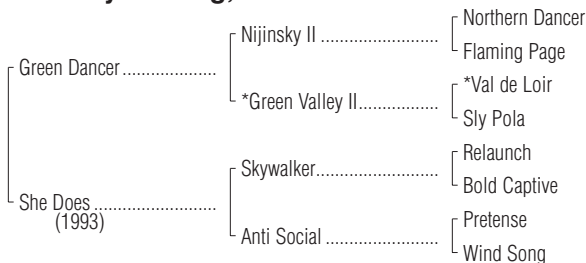 Nijinsky II ....................
Northern Dancer
Flaming Page
Green Dancer ....................
*Green Valley II .................
*Val de Loir
Sly Pola
She Does ........................
(1993)
Skywalker .......................
Relaunch
Bold Captive
Anti Social ......................
Pretense
Wind Song